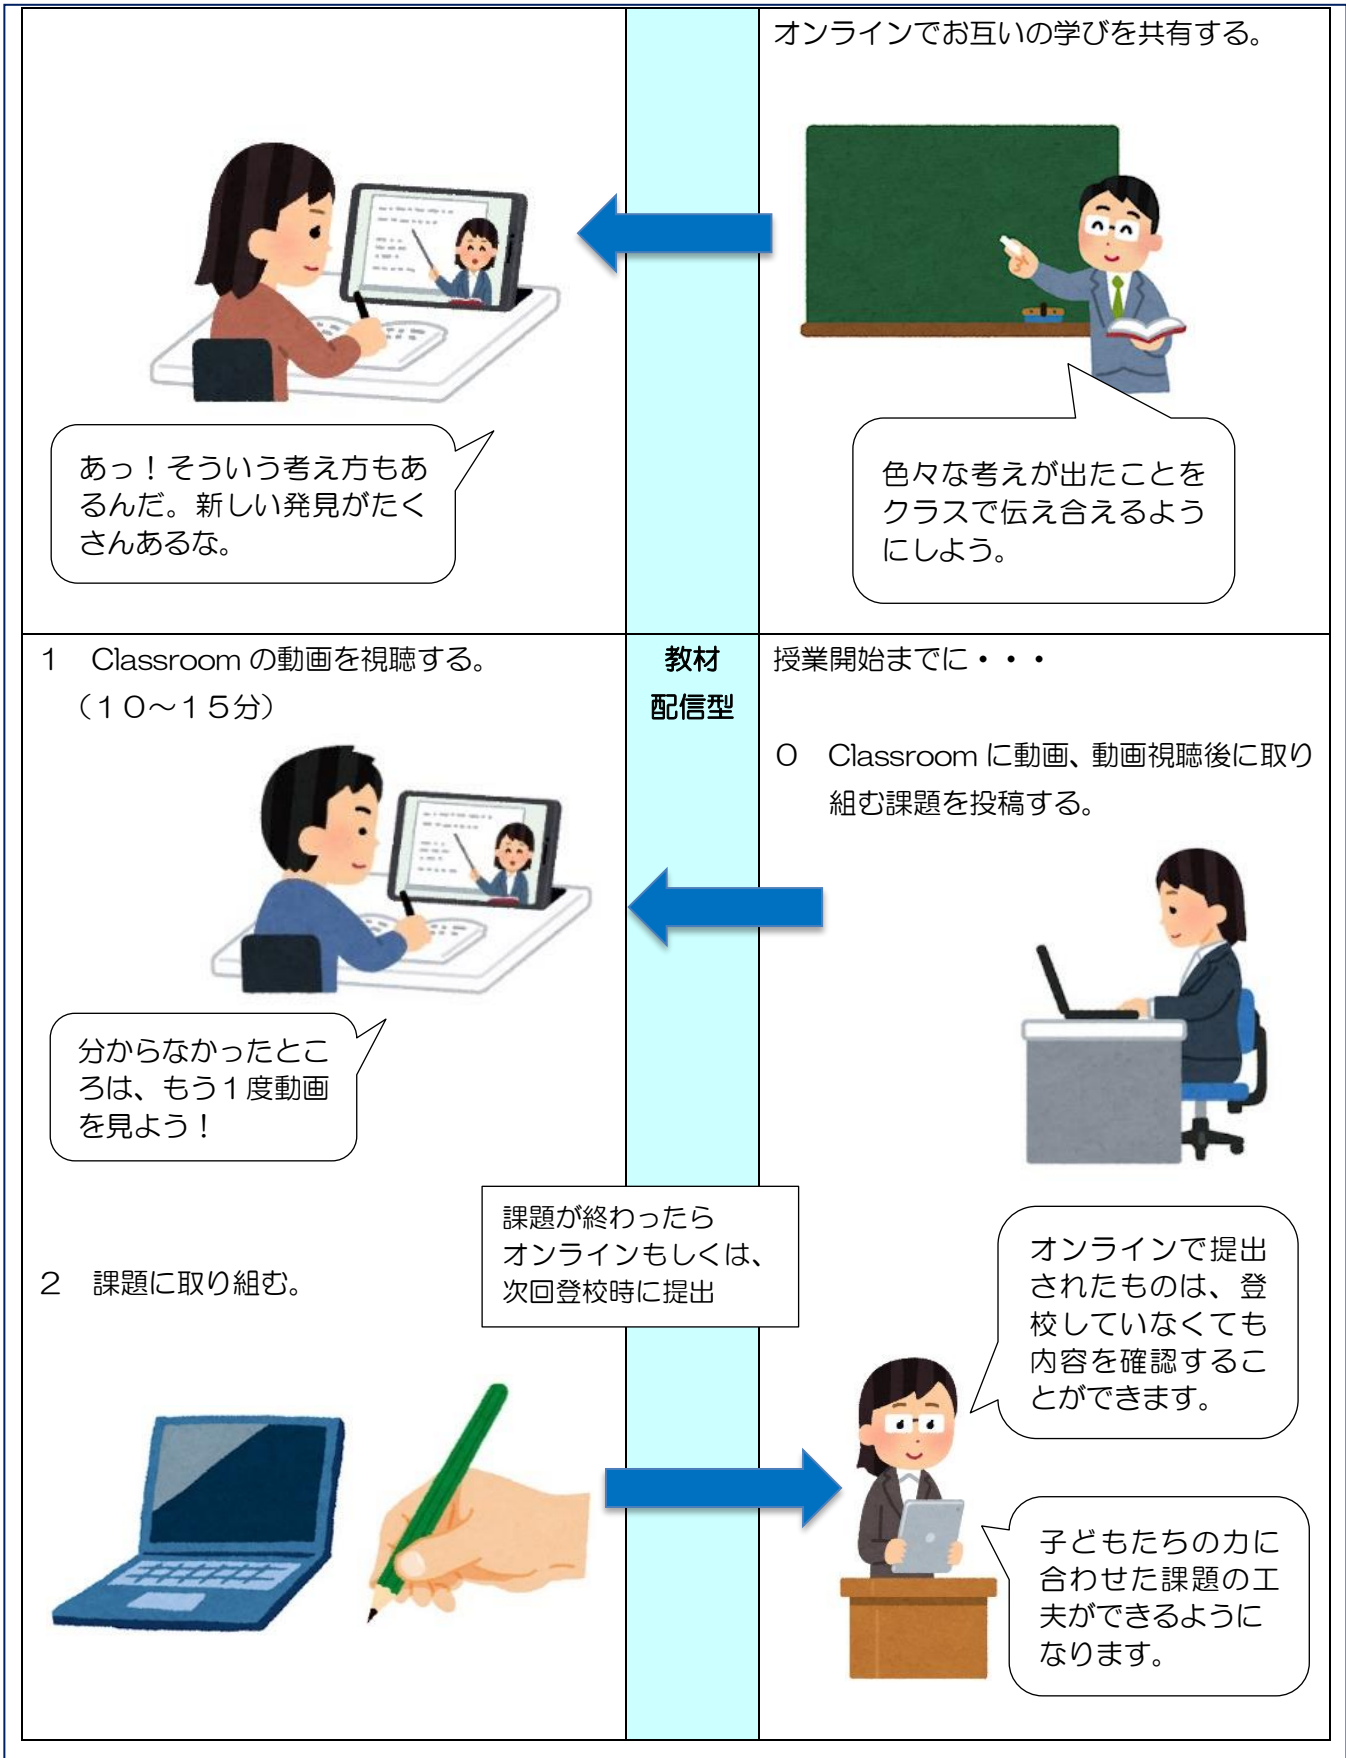 オンラインでお互いの学びを共有する。
あっ！そういう考え方もあ
るんだ。新しい発見がたく
さんあるな。
色々な考えが出たことを
クラスで伝え合えるよう
にしよう。
１　Classroom の動画を視聴する。
（１０～１５分）
教材
配信型
授業開始までに・・・
０　Classroom に動画、動画視聴後に取り
組む課題を投稿する。
分からなかったとこ
ろは、もう１度動画
を見よう！
課題が終わったら
オンラインもしくは、
次回登校時に提出
２　課題に取り組む。
オンラインで提出
されたものは、登
校していなくても
内容を確認するこ
とができます。
子どもたちの力に
合わせた課題の工
夫ができるように
なります。